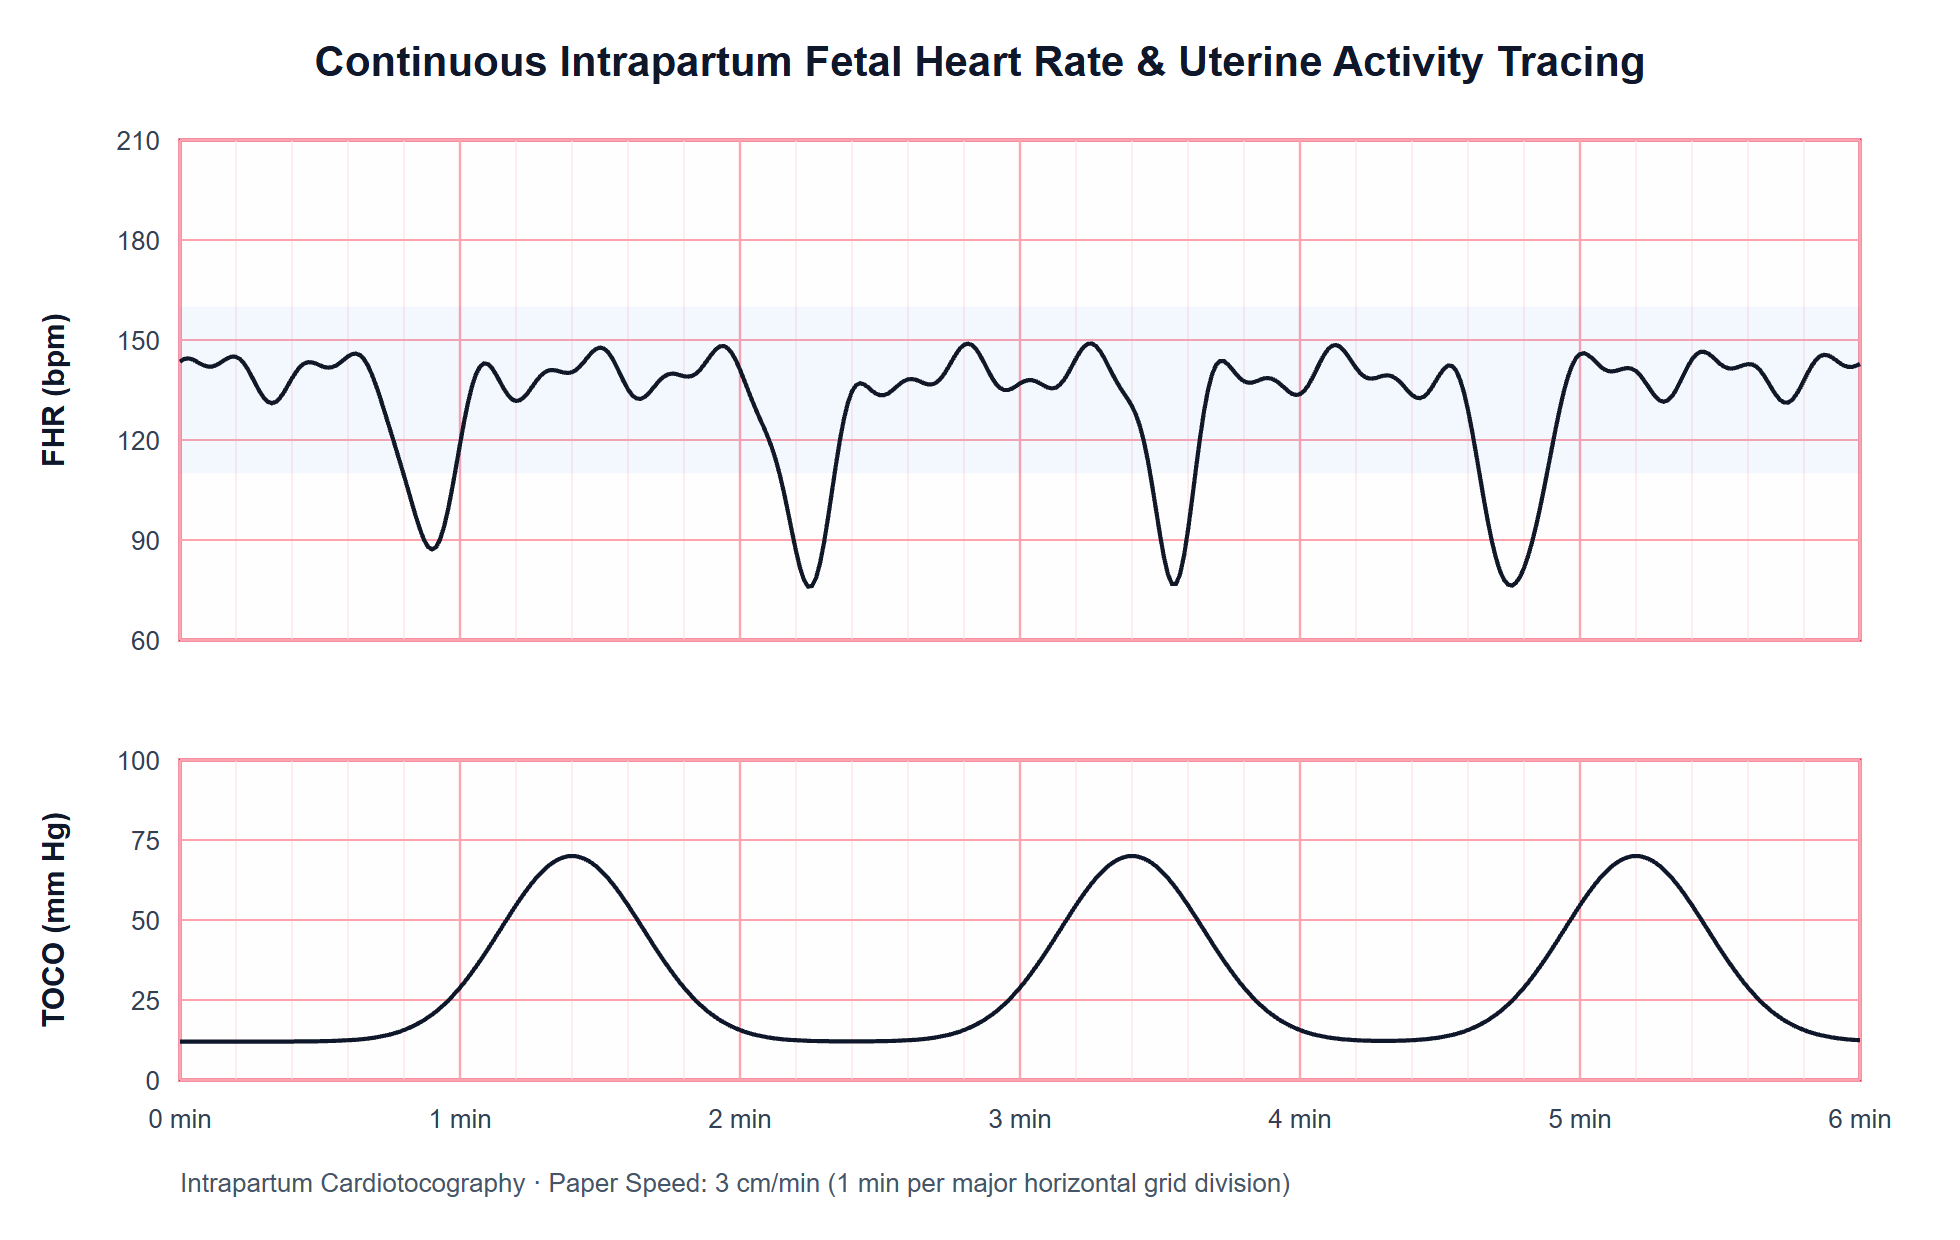 Continuous Intrapartum Fetal Heart Rate & Uterine Activity Tracing
FHR (bpm)
210
180
150
120
90
60
TOCO (mm Hg)
100
75
50
25
0
0 min 1 min 2 min 3 min 4 min 5 min 6 min
Intrapartum Cardiotocography · Paper Speed: 3 cm/min (1 min per major horizontal grid division)